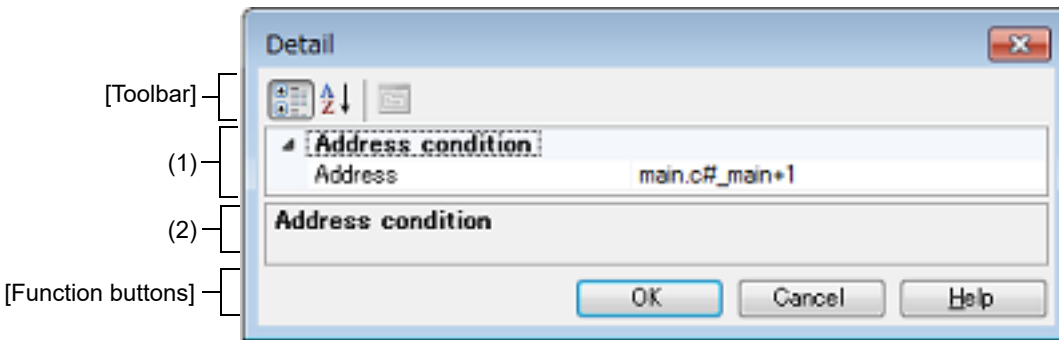 Detail
[Toolbar]
A
Z
(1)
Address condition
Address main.c#_main+1
(2)
Address condition
[Function buttons]
OK Cancel Help